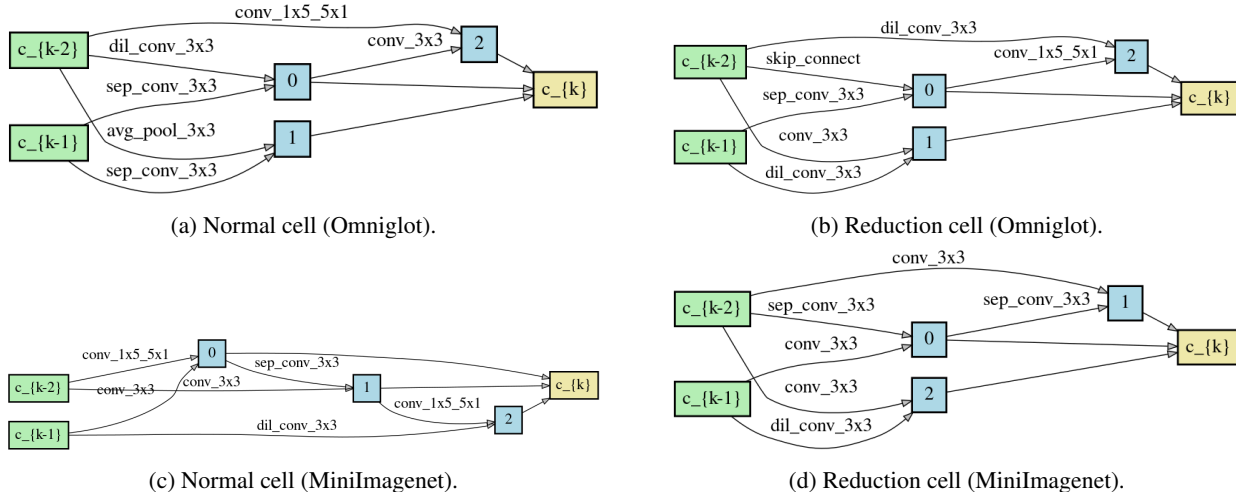 conv_1x5_5x1
c_{k-2}
dil_conv_3x3
conv_3x3
2
sep_conv_3x3
0
c_{k}
c_{k-1}
avg_pool_3x3
1
sep_conv_3x3
(a) Normal cell (Omniglot).
dil_conv_3x3
c_{k-2}
skip_connect
conv_1x5_5x1
2
sep_conv_3x3
0
c_{k}
c_{k-1}
conv_3x3
1
dil_conv_3x3
(b) Reduction cell (Omniglot).
conv_1x5_5x1
0
sep_conv_3x3
c_{k-2}
conv_3x3
conv_3x3
1
c_{k}
conv_1x5_5x1
2
c_{k-1}
dil_conv_3x3
(c) Normal cell (MiniImagenet).
conv_3x3
c_{k-2}
sep_conv_3x3
sep_conv_3x3
1
conv_3x3
0
c_{k}
c_{k-1}
conv_3x3
2
dil_conv_3x3
(d) Reduction cell (MiniImagenet).